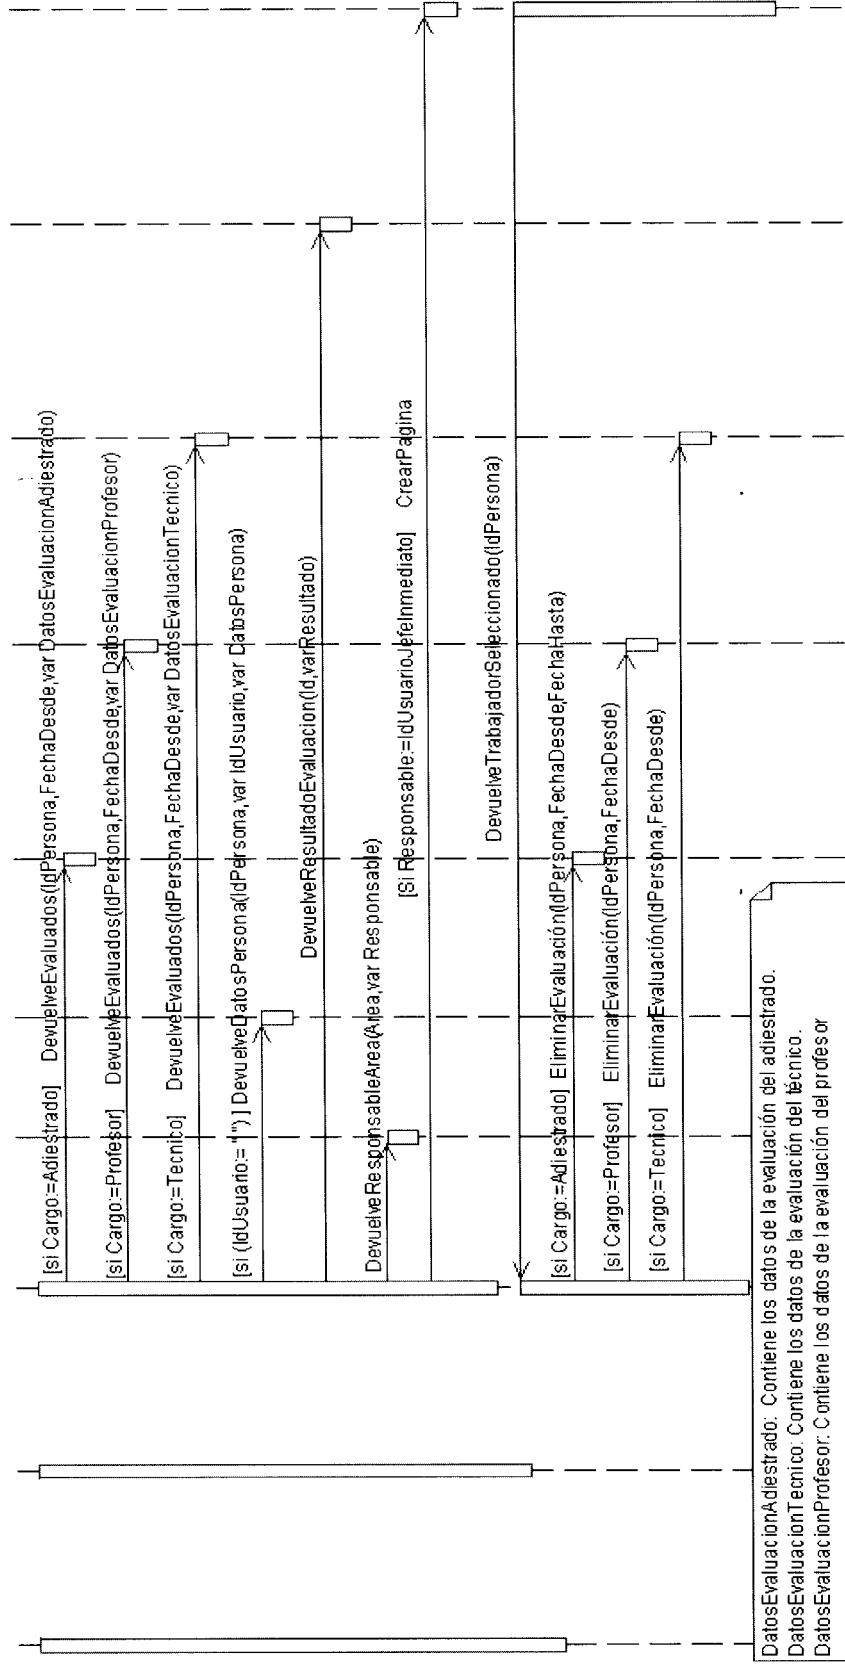 [si Cargo:=Adiestrado] DevuelveEvaluados(IdPersona,FechaDesde,var DatosEvaluacionAdiestrado)
[si Cargo:=Profesor] DevuelveEvaluados(IdPersona,FechaDesde,var DatosEvaluacionProfesor)
[si Cargo:=Tecnico] DevuelveEvaluados(IdPersona,FechaDesde,var DatosEvaluacionTecnico)
[si (IdUsuario:= " ") ] DevuelveDatosPersona(IdPersona,var IdUsuario,var DatosPersona)
DevuelveResultadoEvaluacion(Id,varResultado)
DevuelveResponsableArea(Area,var Responsable)
[Si Responsable:=IdUsuarioJefeInmediato] CrearPagina
DevuelveTrabajadorSeleccionado(IdPersona)
[si Cargo:=Adiestrado] EliminarEvaluación(IdPersona,FechaDesde,FechaHasta)
[si Cargo:=Profesor] EliminarEvaluación(IdPersona,FechaDesde)
[si Cargo:=Tecnico] EliminarEvaluación(IdPersona,FechaDesde)
DatosEvaluacionAdiestrado: Contiene los datos de la evaluación del adiestrado.
DatosEvaluacionTecnico: Contiene los datos de la evaluación del técnico.
DatosEvaluacionProfesor: Contiene los datos de la evaluación del profesor